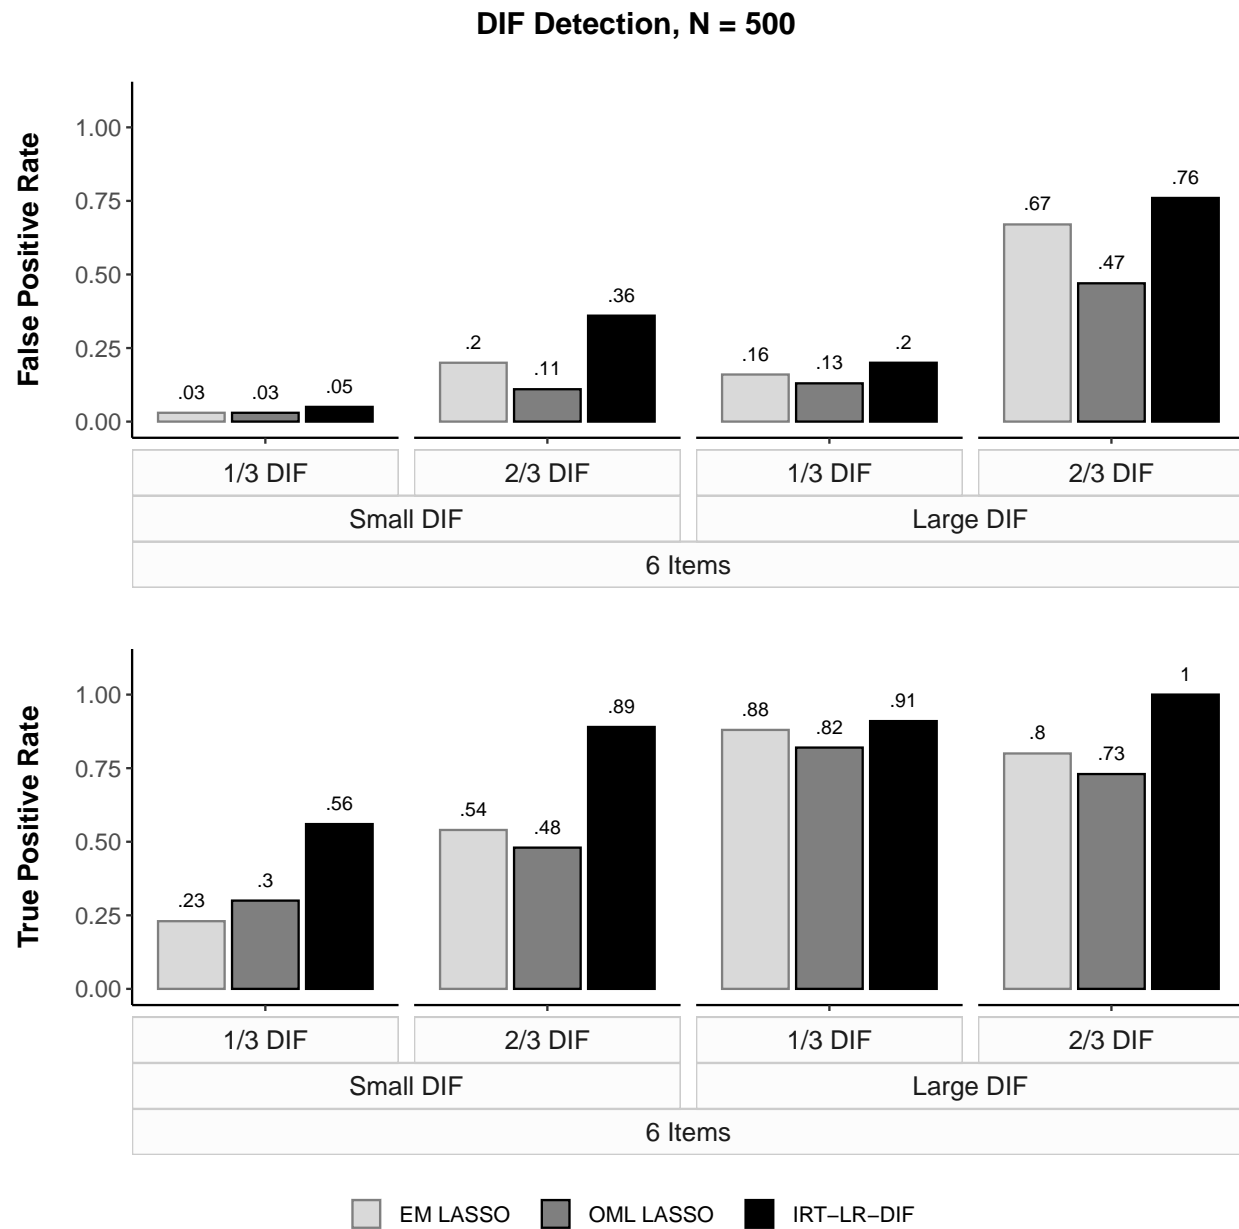 DIF Detection, N = 500
False Positive Rate
1.00
0.75
0.50
0.25
0.00
.03 .03 .05 .2 .11 .36 .16 .13 .2 .67 .47 .76
1/3 DIF 2/3 DIF 1/3 DIF 2/3 DIF
Small DIF Large DIF
6 Items
True Positive Rate
1.00
0.75
0.50
0.25
0.00
.23 .3 .56 .54 .48 .89 .88 .82 .91 .8 .73 1
1/3 DIF 2/3 DIF 1/3 DIF 2/3 DIF
Small DIF Large DIF
6 Items
EM LASSO OML LASSO IRT−LR−DIF